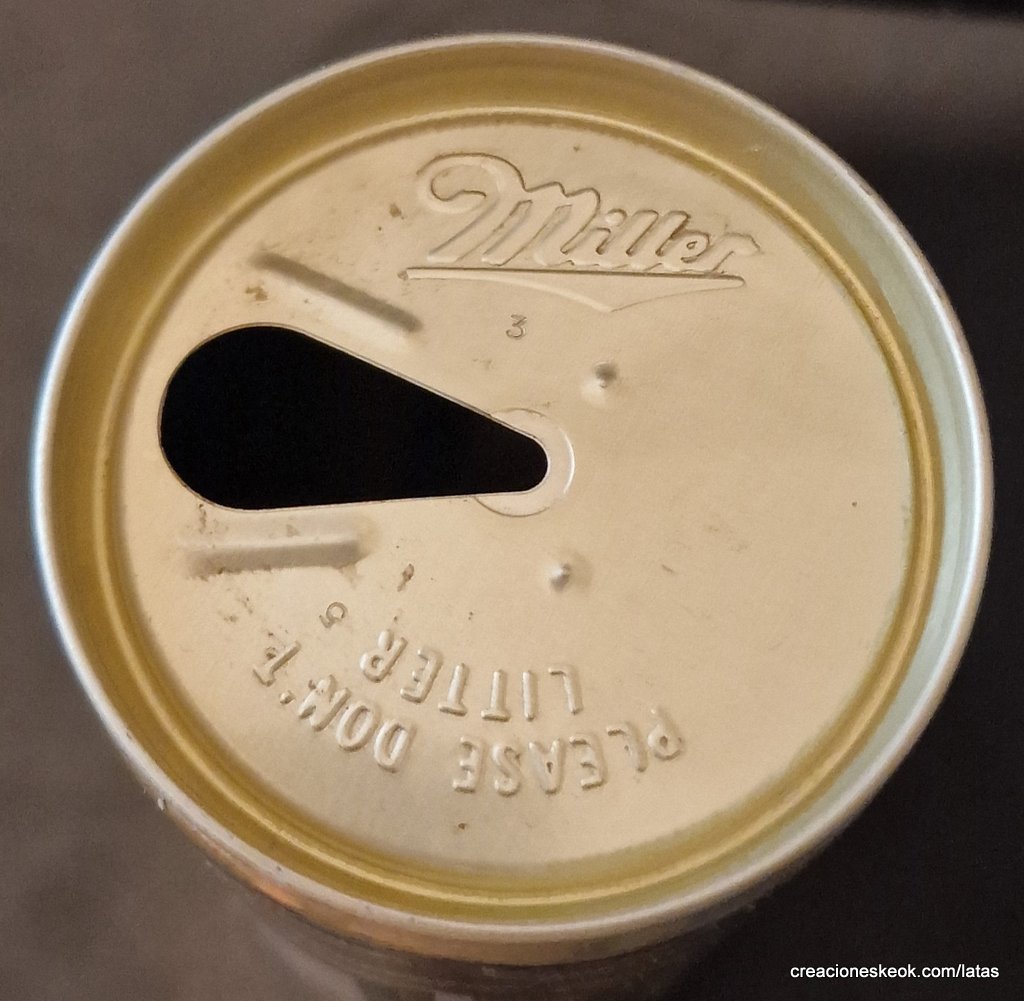 Miller
3
PLEASE DON'T
LITTER
5
creacioneskeok.com/latas